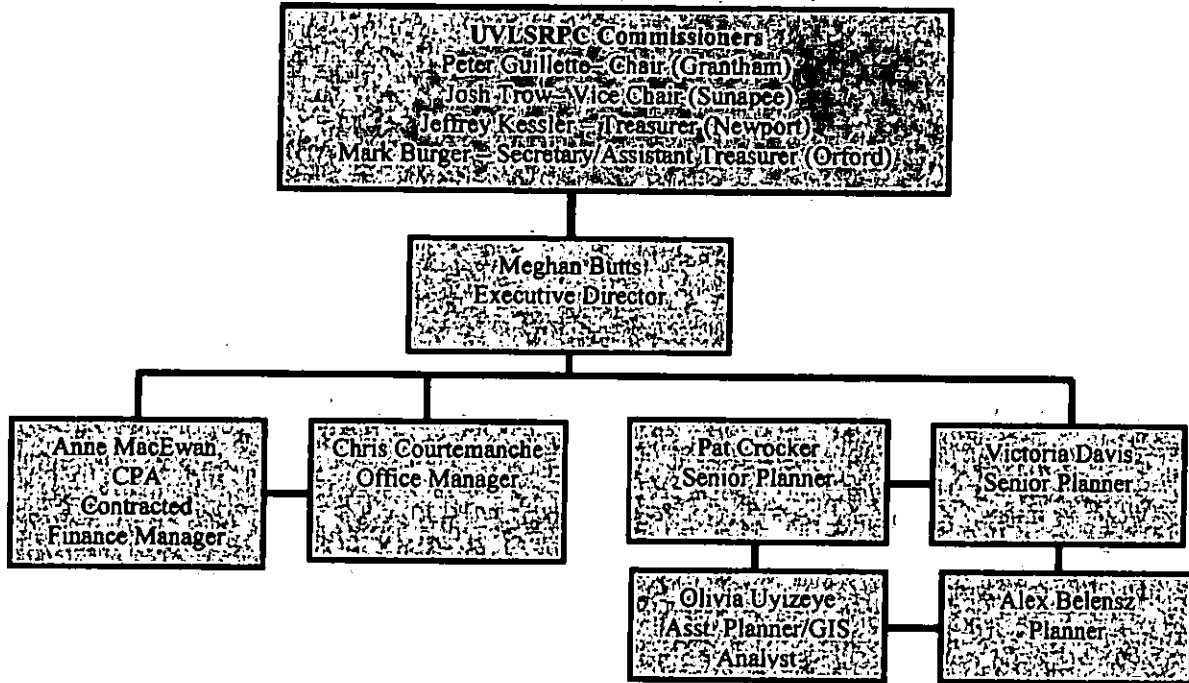 UVLSRPC Commissioners
Peter Guillette– Chair (Grantham)
Josh Trow– Vice Chair (Sunapee)
Jeffrey Kessler – Treasurer (Newport)
Mark Burger – Secretary/Assistant Treasurer (Orford)
Meghan Butts
Executive Director
Anne MacEwan,
CPA
Contracted
Finance Manager
Chris Courtemanche
Office Manager
Pat Crocker
Senior Planner
Victoria Davis
Senior Planner
Olivia Uyizeye
Asst. Planner/GIS
Analyst
Alex Belensz
Planner